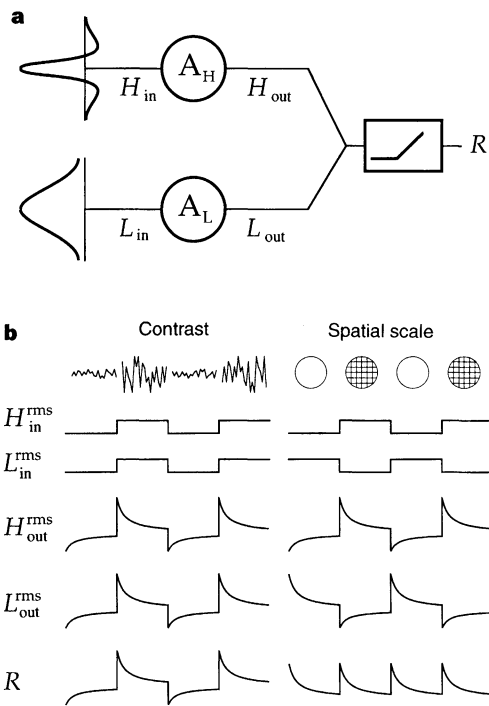 a
A_H
H_in H_out
R
A_L
L_in L_out
b
Contrast Spatial scale
H_in^rms
L_in^rms
H_out^rms
L_out^rms
R